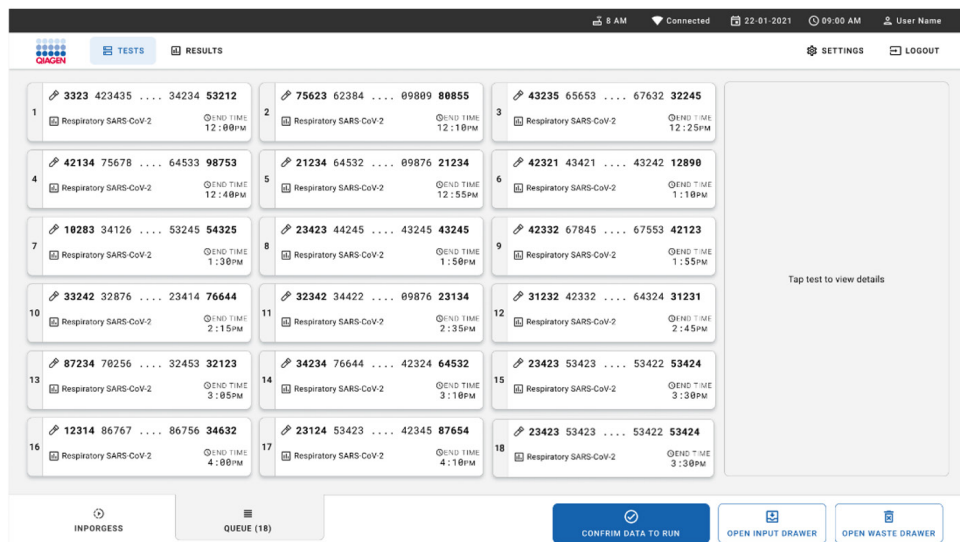 8 AM Connected 22-01-2021 09:00 AM User Name
QIAGEN TESTS RESULTS SETTINGS LOGOUT
1 3323 423435 .... 34234 53212
Respiratory SARS-CoV-2 END TIME
12:00PM
2 75623 62384 .... 09809 80855
Respiratory SARS-CoV-2 END TIME
12:10PM
3 43235 65653 .... 67632 32245
Respiratory SARS-CoV-2 END TIME
12:25PM
4 42134 75678 .... 64533 98753
Respiratory SARS-CoV-2 END TIME
12:40PM
5 21234 64532 .... 09876 21234
Respiratory SARS-CoV-2 END TIME
12:55PM
6 42321 43421 .... 43242 12890
Respiratory SARS-CoV-2 END TIME
1:10PM
7 10283 34126 .... 53245 54325
Respiratory SARS-CoV-2 END TIME
1:30PM
8 23423 44245 .... 43245 43245
Respiratory SARS-CoV-2 END TIME
1:50PM
9 42332 67845 .... 67553 42123
Respiratory SARS-CoV-2 END TIME
1:55PM
10 33242 32876 .... 23414 76644
Respiratory SARS-CoV-2 END TIME
2:15PM
11 32342 34422 .... 09876 23134
Respiratory SARS-CoV-2 END TIME
2:35PM
12 31232 42332 .... 64324 31231
Respiratory SARS-CoV-2 END TIME
2:45PM
13 87234 70256 .... 32453 32123
Respiratory SARS-CoV-2 END TIME
3:05PM
14 34234 76644 .... 42324 64532
Respiratory SARS-CoV-2 END TIME
3:10PM
15 23423 53423 .... 53422 53424
Respiratory SARS-CoV-2 END TIME
3:30PM
16 12314 86767 .... 86756 34632
Respiratory SARS-CoV-2 END TIME
4:00PM
17 23124 53423 .... 42345 87654
Respiratory SARS-CoV-2 END TIME
4:10PM
18 23423 53423 .... 53422 53424
Respiratory SARS-CoV-2 END TIME
3:30PM
Tap test to view details
INPORGESS QUEUE (18) CONFRIM DATA TO RUN OPEN INPUT DRAWER OPEN WASTE DRAWER